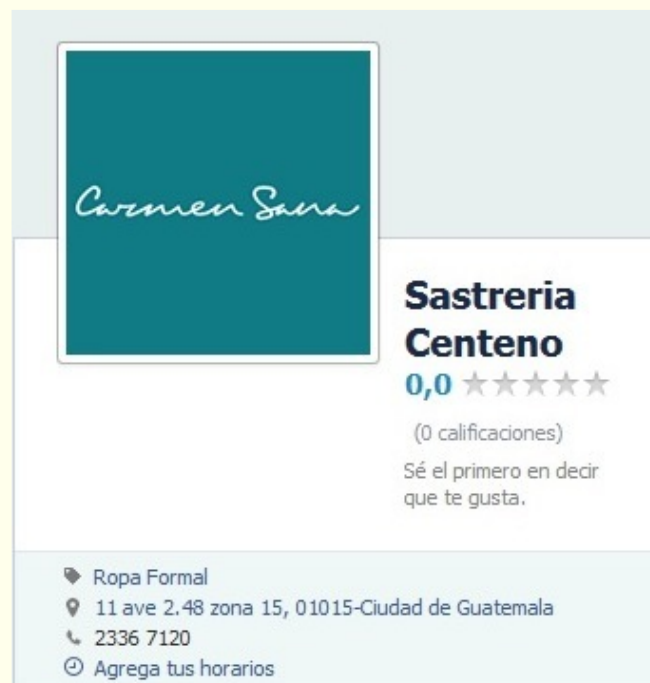 Carmen Sana
Sastreria
Centeno
0,0
(0 calificaciones)
Sé el primero en decir
que te gusta.
Ropa Formal
11 ave 2.48 zona 15, 01015-Ciudad de Guatemala
2336 7120
Agrega tus horarios